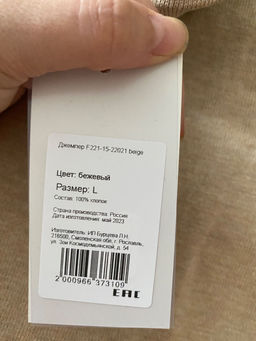 Джемпер F221-15-22021 beige
Цвет: бежевый
Размер: L
Состав: 100% хлопок
Страна производства: Россия
Дата изготовления: май 2023
Изготовитель: ИП Бурцева Л.Н.
216500, Смоленская обл, г. Рославль,
ул. Зои Космодемьянской, д. 54
2 000966 373109
ЕАС